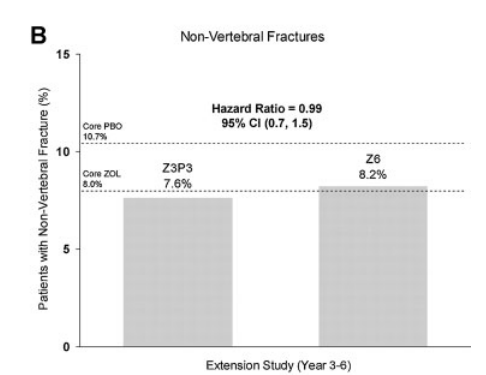 B
Non-Vertebral Fractures
15
Hazard Ratio = 0.99
95% CI (0.7, 1.5)
Core PBO
10.7%
10
Core ZOL
8.0%
Z3P3
7.6%
Z6
8.2%
5
0
Patients with Non-Vertebral Fracture (%)
Extension Study (Year 3-6)